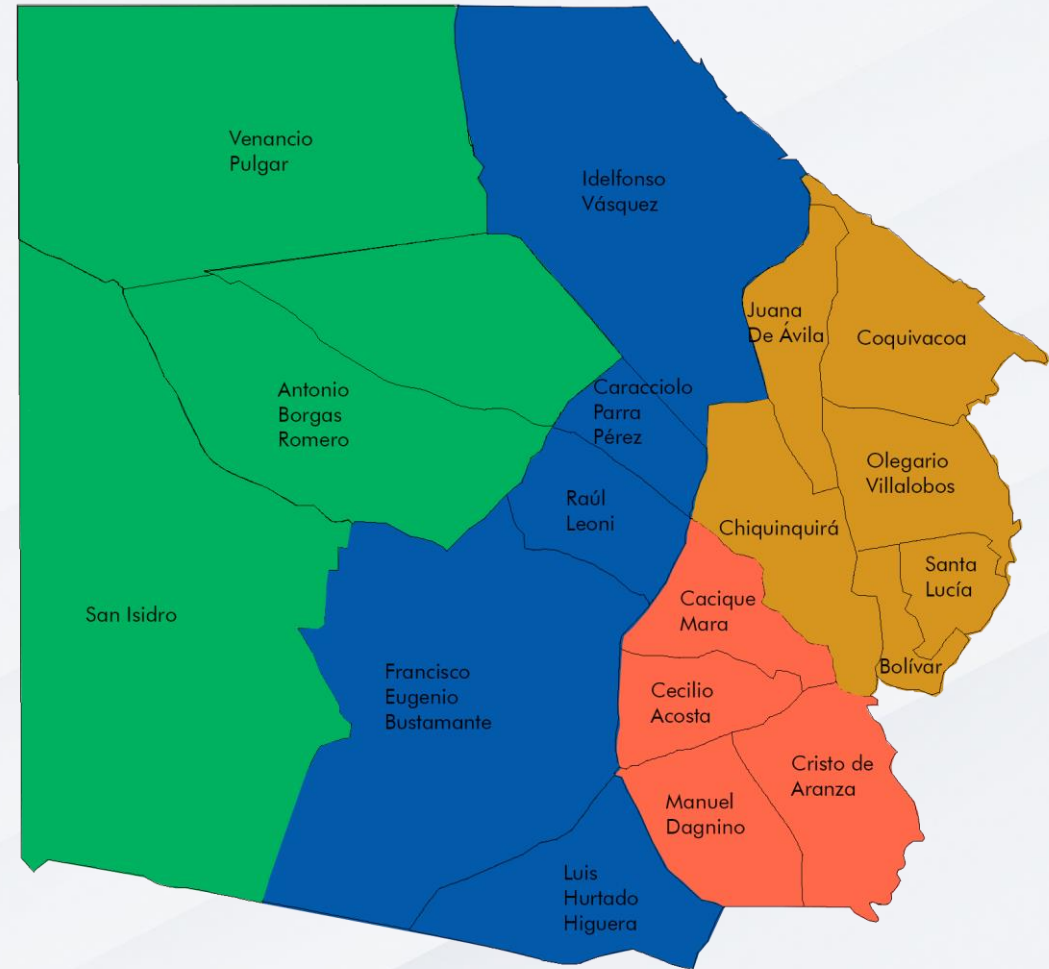 Venancio
Pulgar
Idelfonso
Vásquez
Juana
De Ávila
Coquivacoa
Antonio
Borgas
Romero
Caracciolo
Parra
Pérez
Olegario
Villalobos
Raúl
Leoni
Chiquinquirá
Santa
Lucía
San Isidro
Cacique
Mara
Bolívar
Francisco
Eugenio
Bustamante
Cecilio
Acosta
Cristo de
Aranza
Manuel
Dagnino
Luis
Hurtado
Higuera